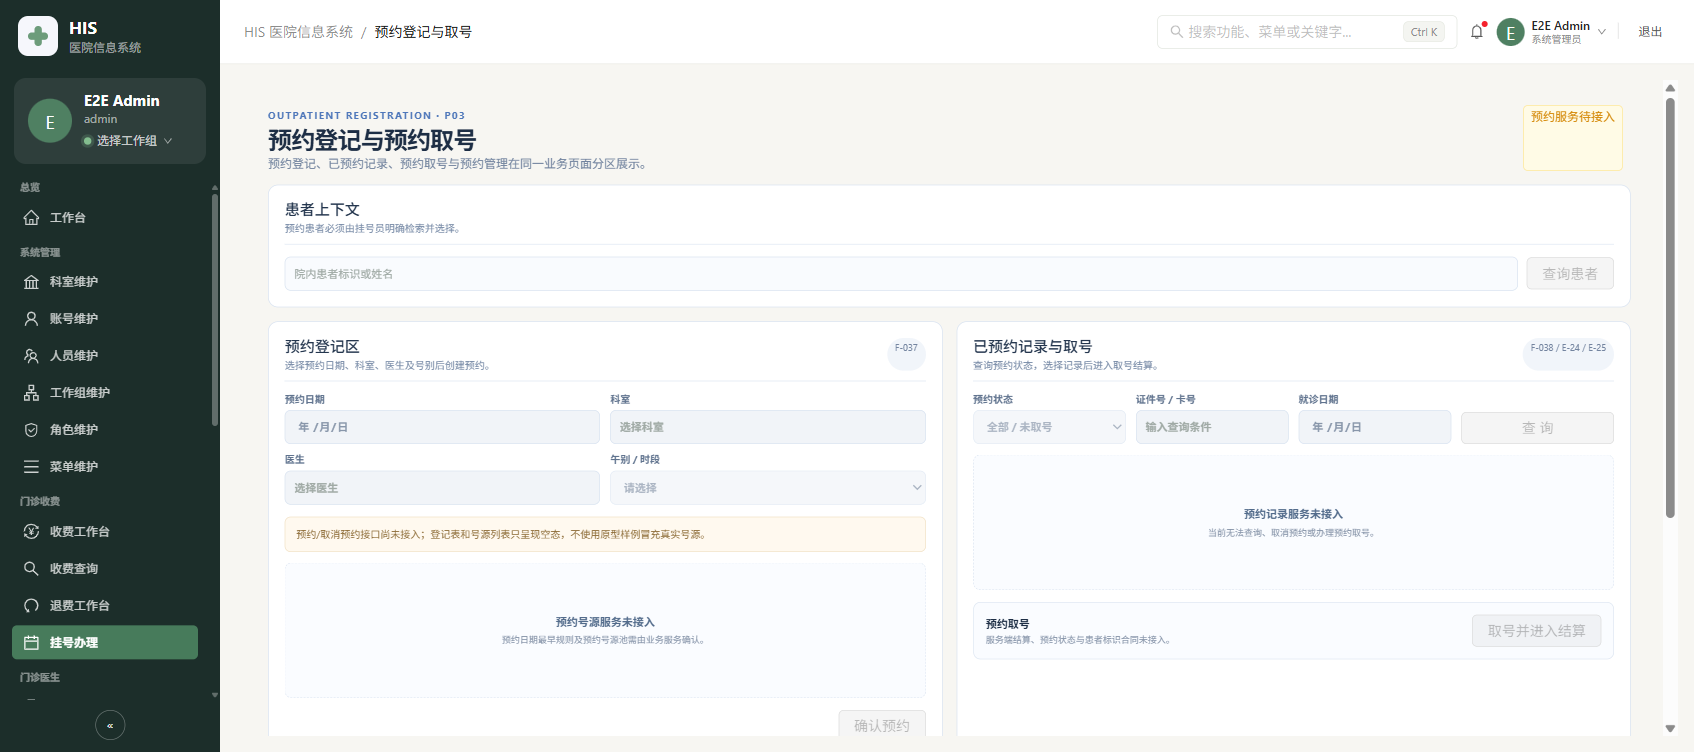 HIS
医院信息系统
E
E2E Admin
admin
选择工作组
总览
工作台
系统管理
科室维护
账号维护
人员维护
工作组维护
角色维护
菜单维护
门诊收费
收费工作台
收费查询
退费工作台
挂号办理
门诊医生
«
HIS 医院信息系统 / 预约登记与取号
搜索功能、菜单或关键字...
Ctrl K
E
E2E Admin
系统管理员
退出
OUTPATIENT REGISTRATION · P03
预约登记与预约取号
预约登记、已预约记录、预约取号与预约管理在同一业务页面分区展示。
预约服务待接入
患者上下文
预约患者必须由挂号员明确检索并选择。
院内患者标识或姓名
查询患者
预约登记区
选择预约日期、科室、医生及号别后创建预约。
F-037
预约日期
科室
年 /月/日
选择科室
医生
午别 / 时段
选择医生
请选择
预约/取消预约接口尚未接入；登记表和号源列表只呈现空态，不使用原型样例冒充真实号源。
预约号源服务未接入
预约日期最早规则及预约号源池需由业务服务确认。
确认预约
已预约记录与取号
查询预约状态，选择记录后进入取号结算。
F-038 / E-24 / E-25
预约状态
证件号 / 卡号
就诊日期
全部 / 未取号
输入查询条件
年 /月/日
查 询
预约记录服务未接入
当前无法查询、取消预约或办理预约取号。
预约取号
服务端结算、预约状态与患者标识合同未接入。
取号并进入结算